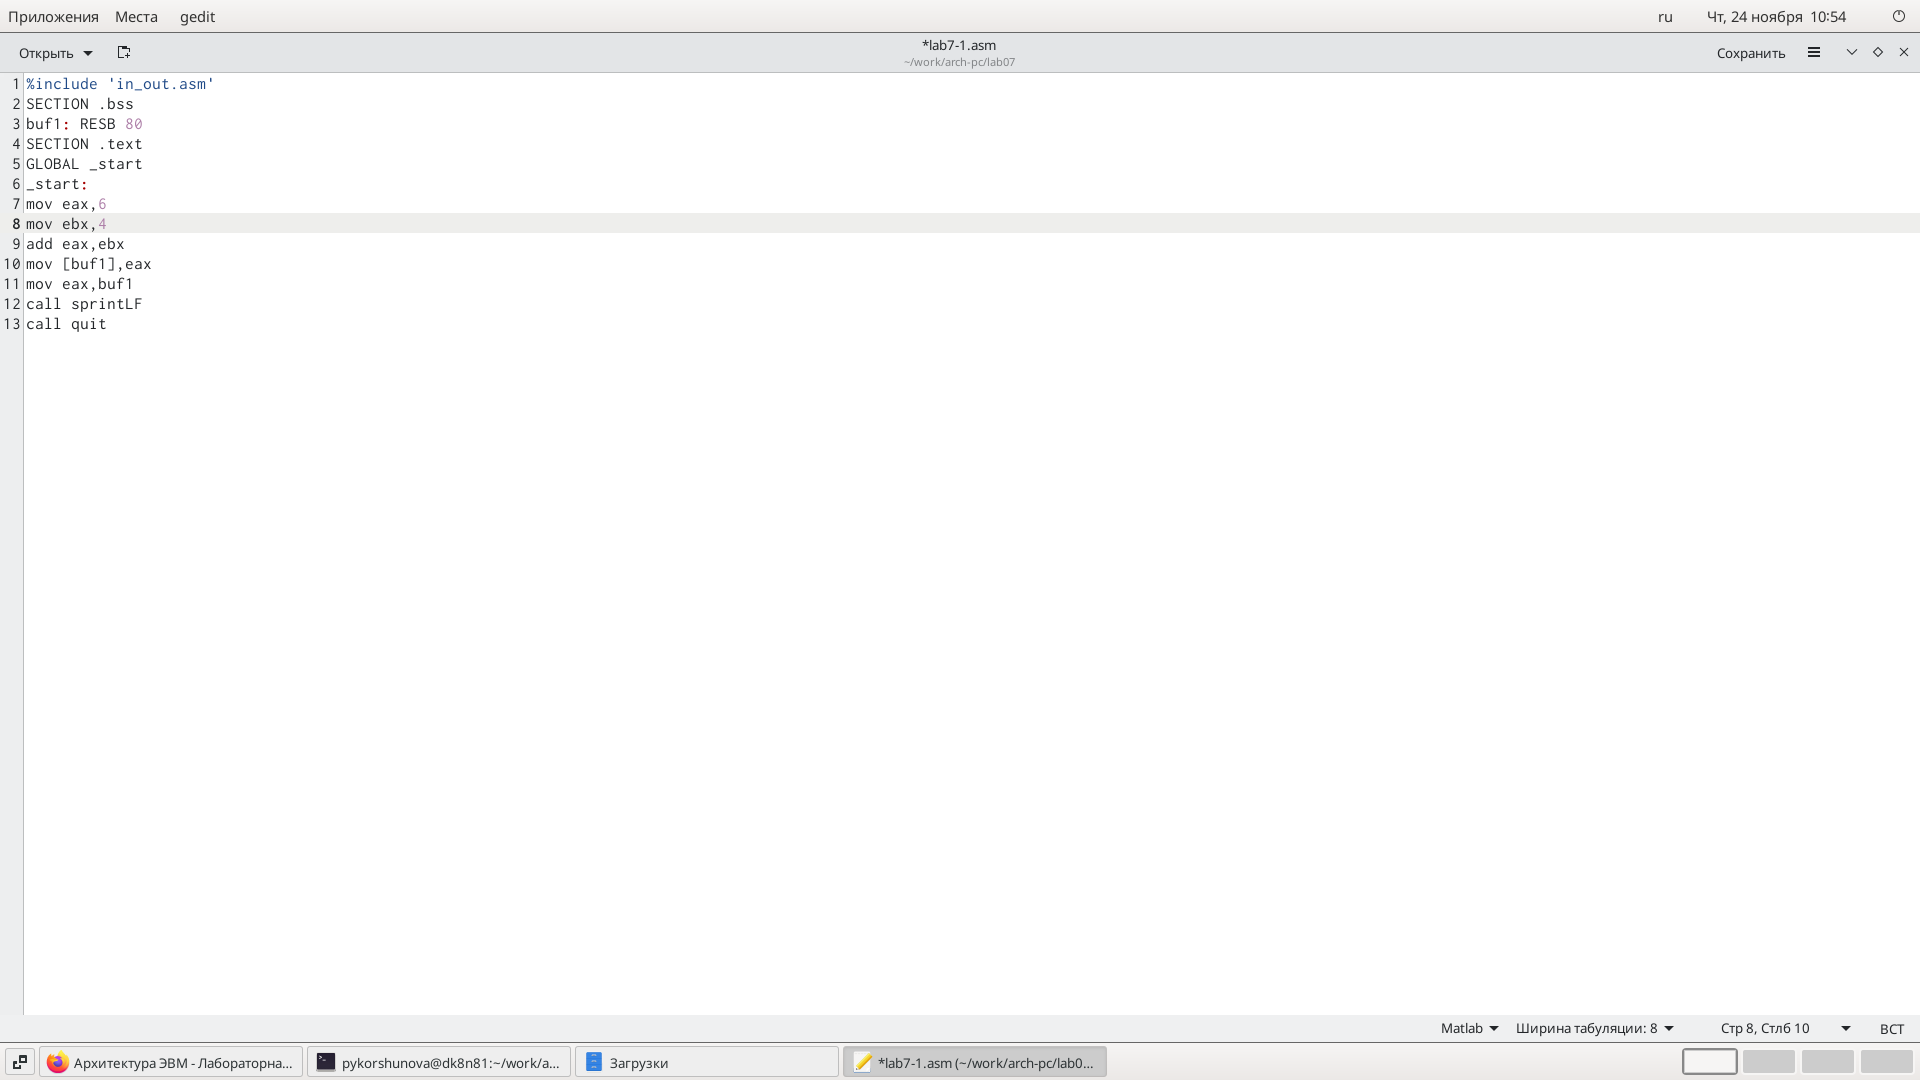 Приложения Места gedit ru Чт, 24 ноября 10:54
Открыть *lab7-1.asm Сохранить
~/work/arch-pc/lab07
1 %include 'in_out.asm'
2 SECTION .bss
3 buf1: RESB 80
4 SECTION .text
5 GLOBAL _start
6 _start:
7 mov eax,6
8 mov ebx,4
9 add eax,ebx
10 mov [buf1],eax
11 mov eax,buf1
12 call sprintLF
13 call quit
Matlab Ширина табуляции: 8 Стр 8, Стлб 10 ВСТ
Архитектура ЭВМ - Лабораторна... pykorshunova@dk8n81:~/work/a... Загрузки *lab7-1.asm (~/work/arch-pc/lab0...